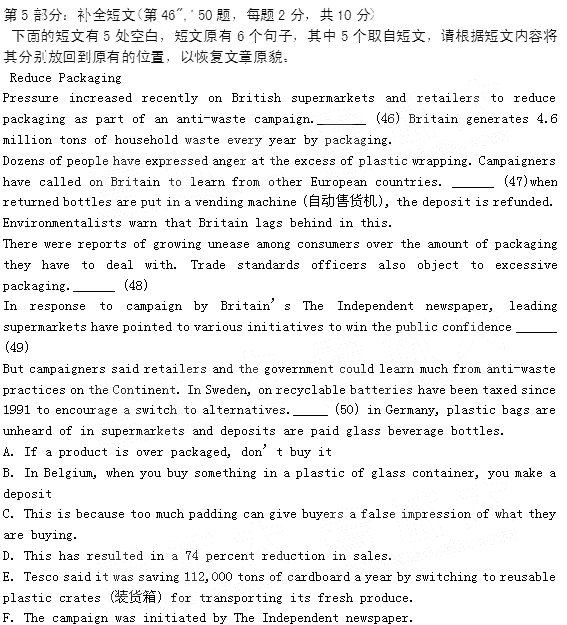 第 5 部分: 补全短文(第 46",'50 题, 每题 2 分, 共 10 分)
下面的短文有 5 处空白, 短文原有 6 个句子, 其中 5 个取自短文, 请根据短文内容将
其分别放回到原有的位置, 以恢复文章原貌。
Reduce Packaging
Pressure increased recently on British supermarkets and retailers to reduce
packaging as part of an anti-waste campaign._______ (46) Britain generates 4.6
million tons of household waste every year by packaging.
Dozens of people have expressed anger at the excess of plastic wrapping. Campaigners
have called on Britain to learn from other European countries. ______ (47)when
returned bottles are put in a vending machine (自动售货机), the deposit is refunded.
Environmentalists warn that Britain lags behind in this.
There were reports of growing unease among consumers over the amount of packaging
they have to deal with. Trade standards officers also object to excessive
packaging.______ (48)
In response to campaign by Britain's The Independent newspaper, leading
supermarkets have pointed to various initiatives to win the public confidence ______
(49)
But campaigners said retailers and the government could learn much from anti-waste
practices on the Continent. In Sweden, on recyclable batteries have been taxed since
1991 to encourage a switch to alternatives._____ (50) in Germany, plastic bags are
unheard of in supermarkets and deposits are paid glass beverage bottles.
A. If a product is over packaged, don't buy it
B. In Belgium, when you buy something in a plastic of glass container, you make a
deposit
C. This is because too much padding can give buyers a false impression of what they
are buying.
D. This has resulted in a 74 percent reduction in sales.
E. Tesco said it was saving 112,000 tons of cardboard a year by switching to reusable
plastic crates (装货箱) for transporting its fresh produce.
F. The campaign was initiated by The Independent newspaper.